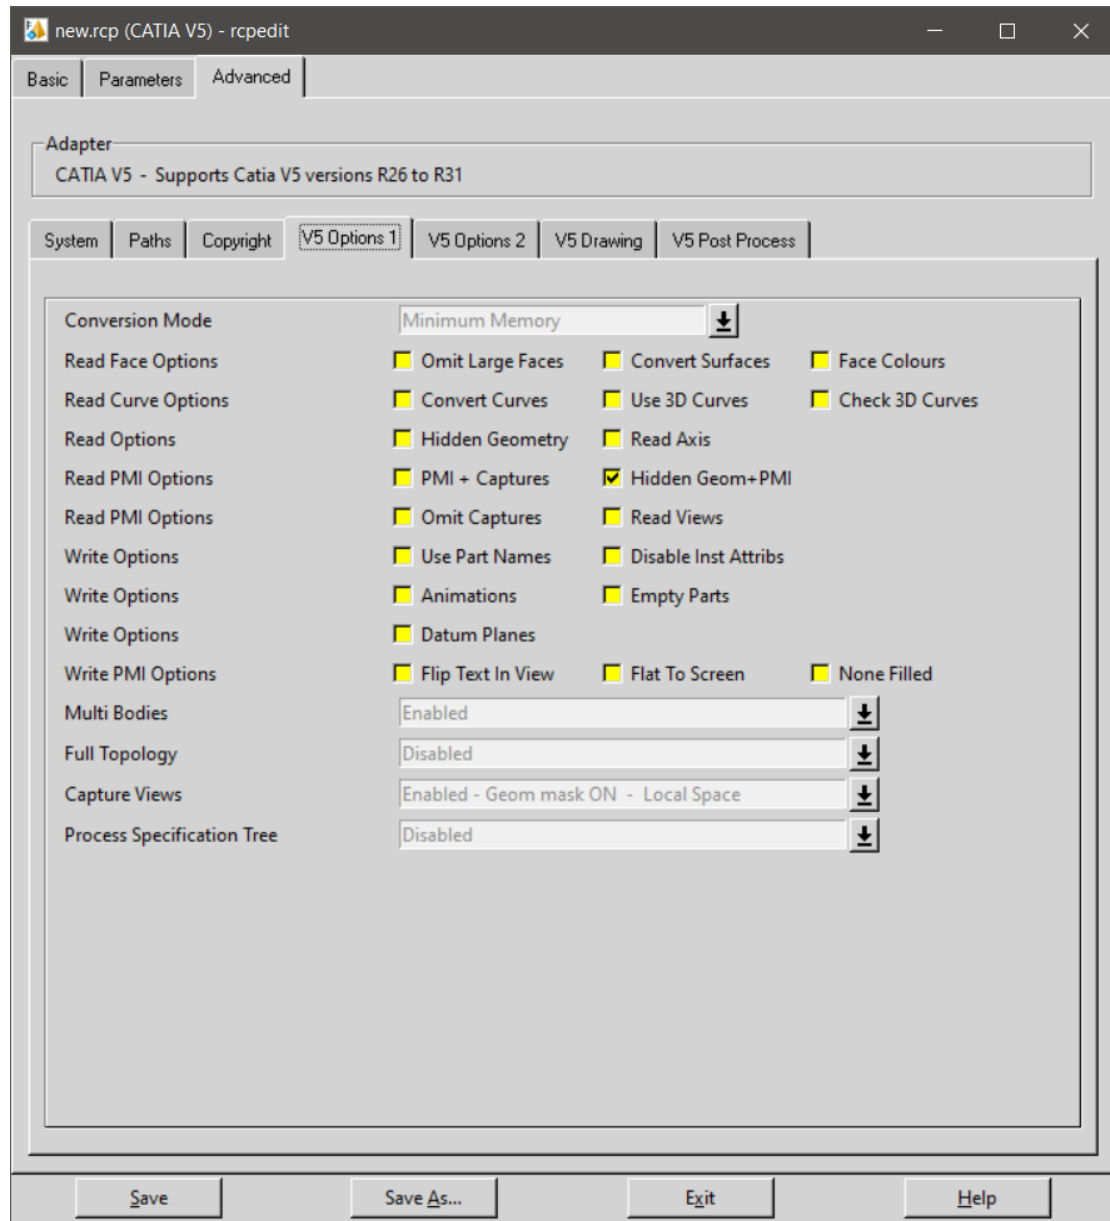 new.rcp (CATIA V5) - rcpedit
Basic Parameters Advanced
Adapter
CATIA V5 - Supports Catia V5 versions R26 to R31
System Paths Copyright V5 Options 1 V5 Options 2 V5 Drawing V5 Post Process
Conversion Mode Minimum Memory
Read Face Options Omit Large Faces Convert Surfaces Face Colours
Read Curve Options Convert Curves Use 3D Curves Check 3D Curves
Read Options Hidden Geometry Read Axis
Read PMI Options PMI + Captures Hidden Geom+PMI
Read PMI Options Omit Captures Read Views
Write Options Use Part Names Disable Inst Attribs
Write Options Animations Empty Parts
Write Options Datum Planes
Write PMI Options Flip Text In View Flat To Screen None Filled
Multi Bodies Enabled
Full Topology Disabled
Capture Views Enabled - Geom mask ON - Local Space
Process Specification Tree Disabled
Save Save As... Exit Help